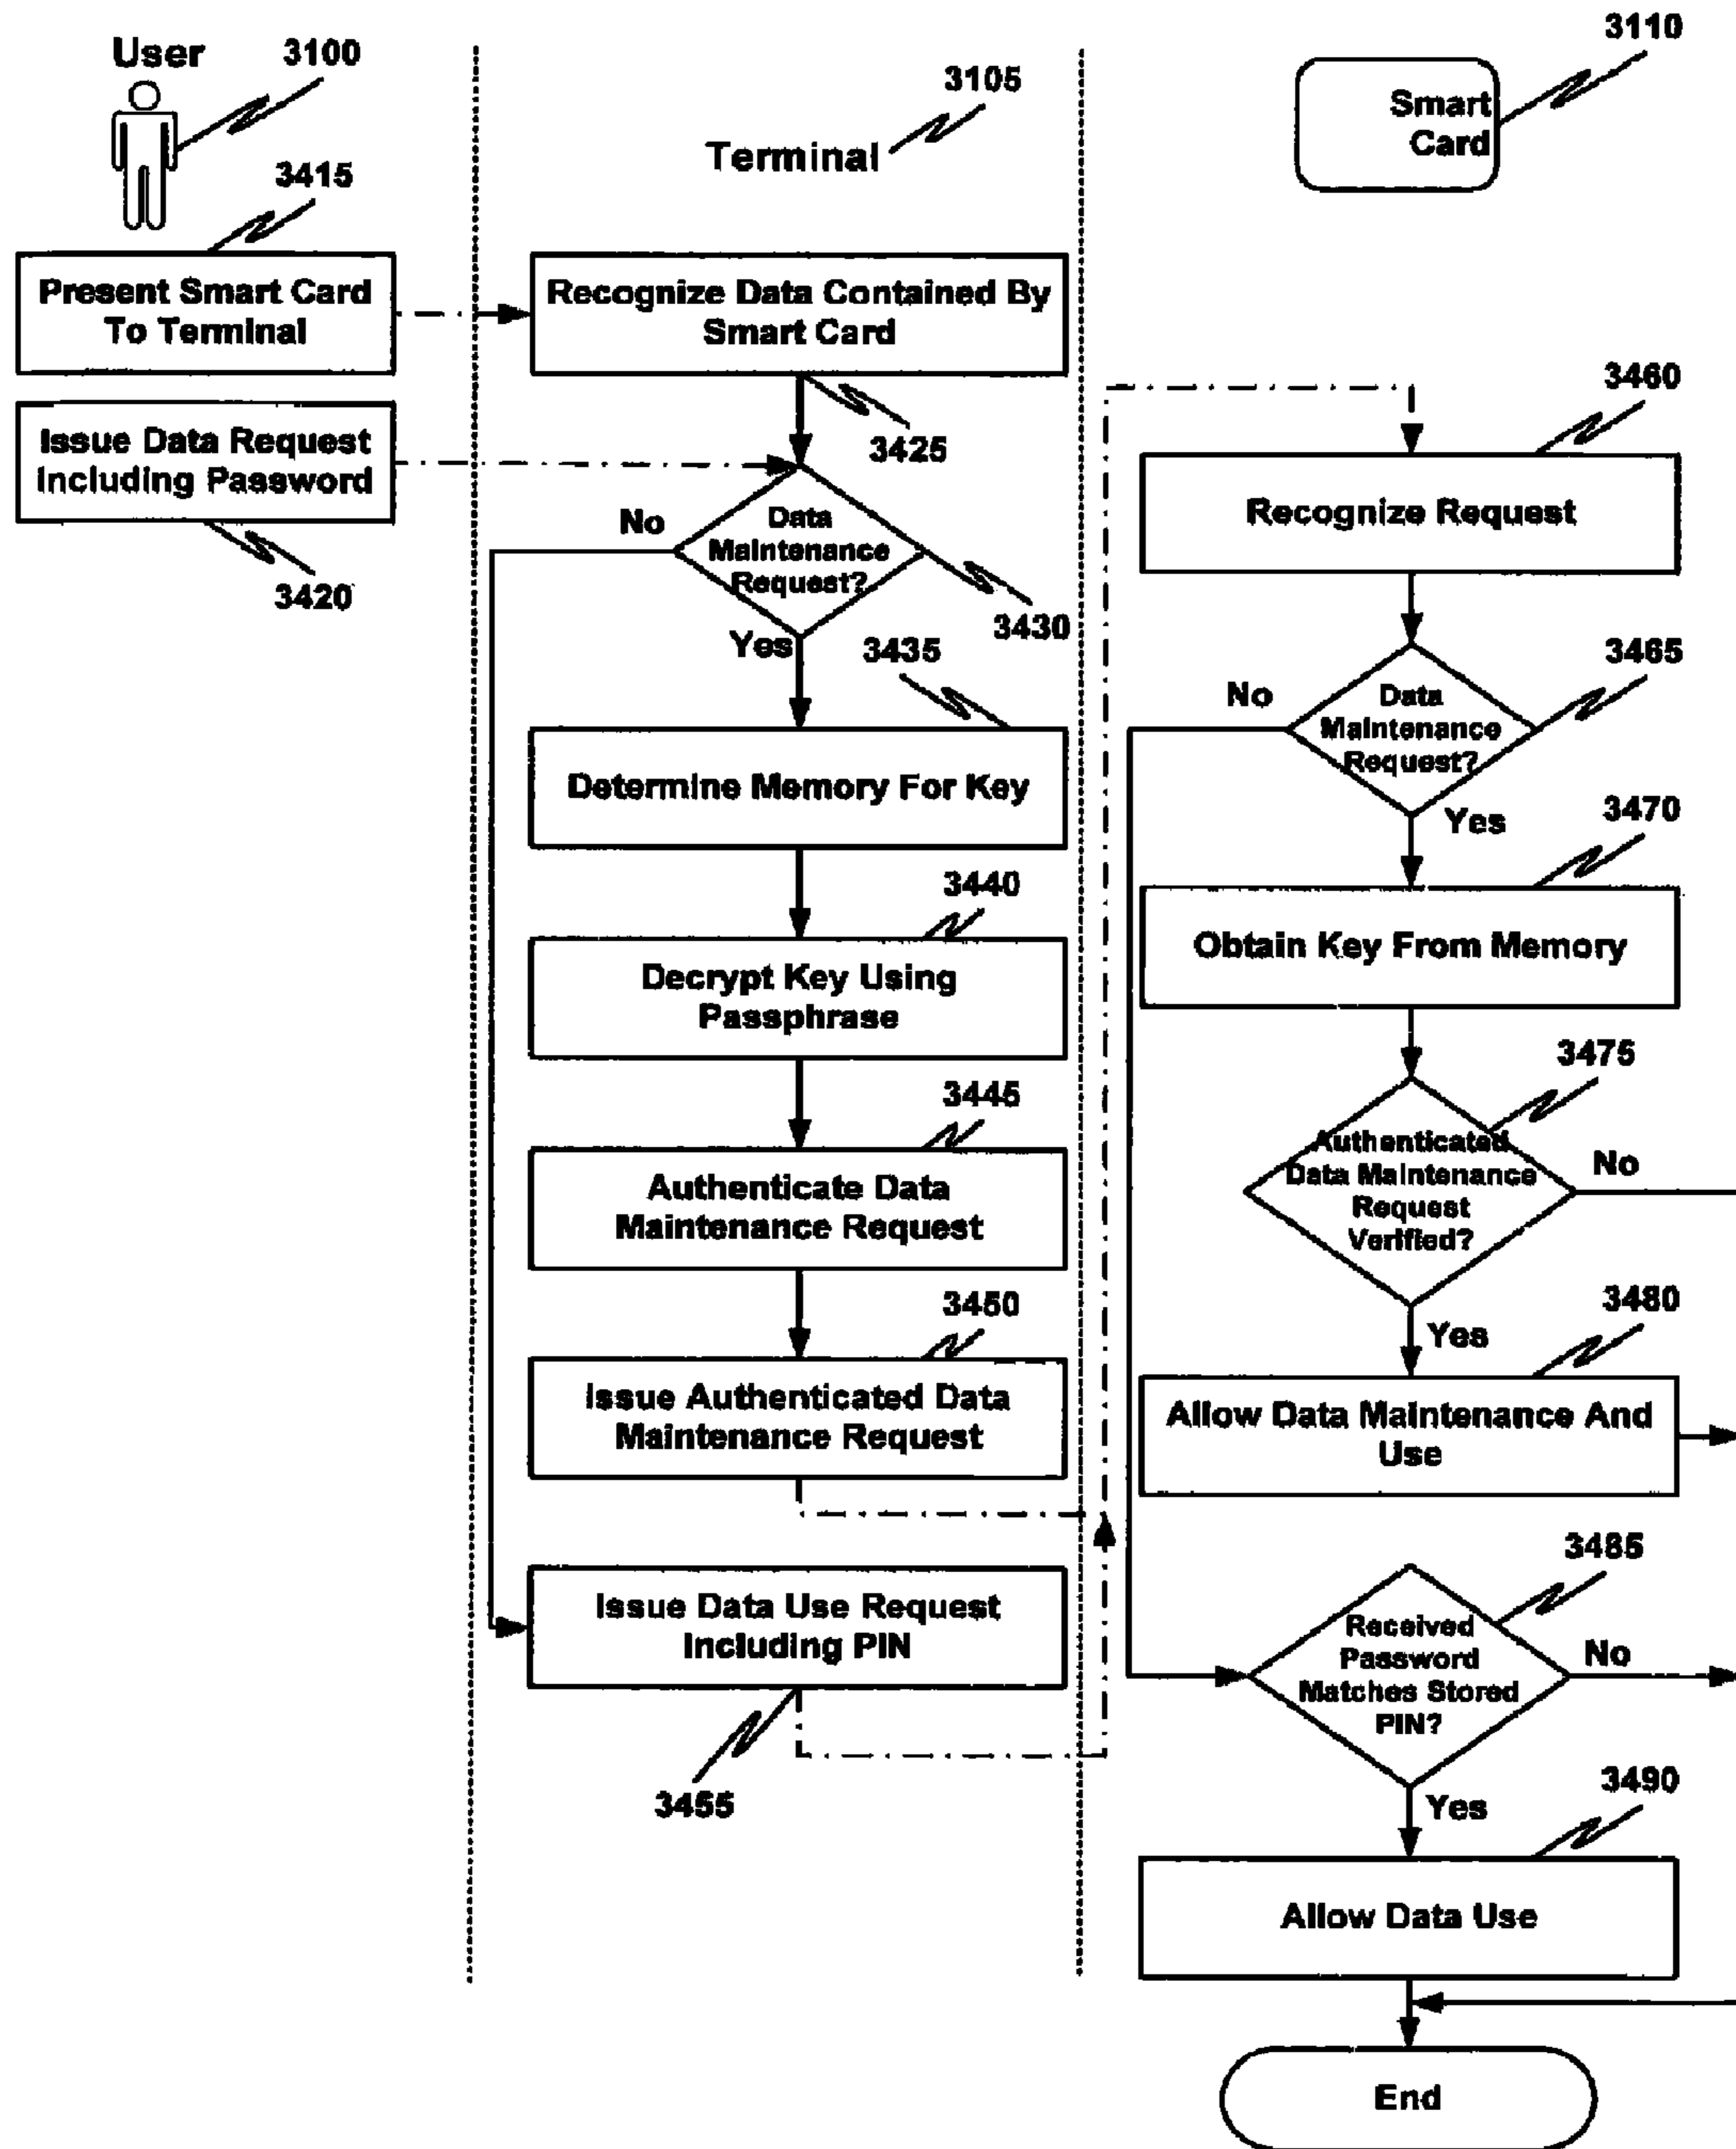 User
3100
3415
Present Smart Card
To Terminal
Issue Data Request
Including Password
3420
Terminal
3105
Recognize Data Contained By
Smart Card
3425
Data
Maintenance
Request?
No
Yes
3430
3435
Determine Memory For Key
3440
Decrypt Key Using
Passphrase
3445
Authenticate Data
Maintenance Request
3450
Issue Authenticated Data
Maintenance Request
Issue Data Use Request
Including PIN
3455
3110
Smart
Card
3460
Recognize Request
3465
Data
Maintenance
Request?
No
Yes
3470
Obtain Key From Memory
3475
Authenticated
Data Maintenance
Request
Verified?
No
Yes
3480
Allow Data Maintenance And
Use
3485
Received
Password
Matches Stored
PIN?
No
Yes
3490
Allow Data Use
End